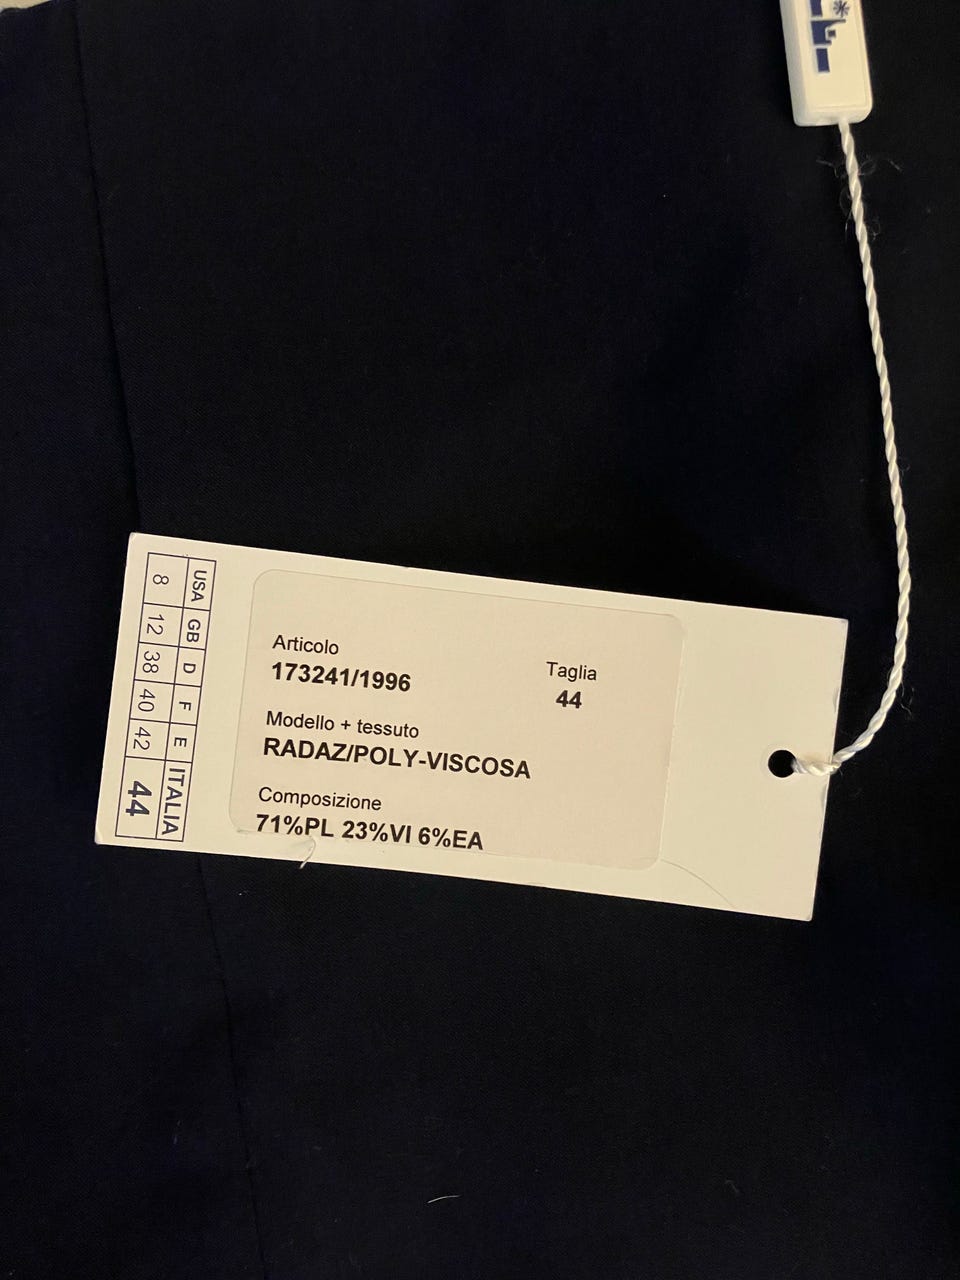 Articolo
173241/1996
Taglia
44
Modello + tessuto
RADAZ/POLY-VISCOSA
Composizione
71%PL 23%VI 6%EA
USA GB D F E ITALIA
8 12 38 40 42 44